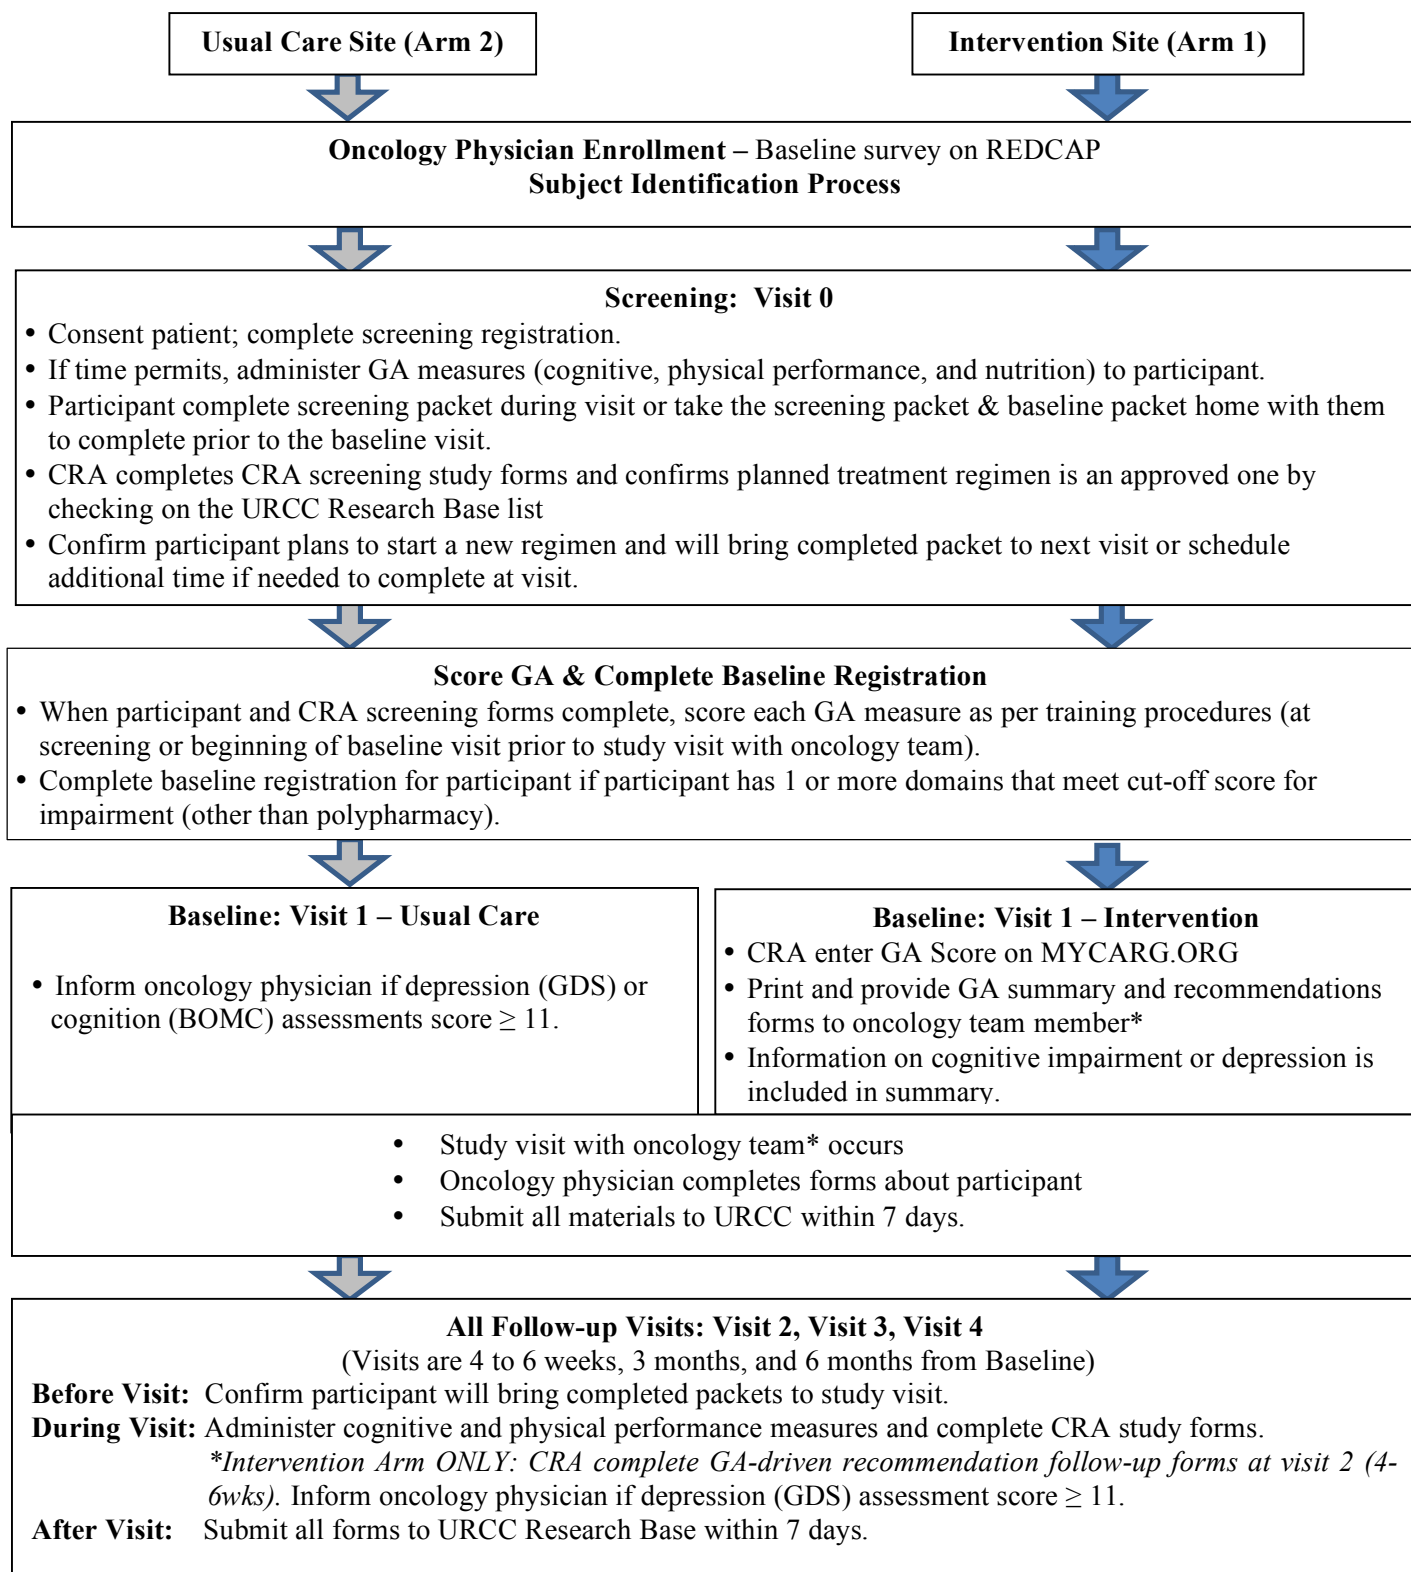 Usual Care Site (Arm 2)
Intervention Site (Arm 1)
Oncology Physician Enrollment – Baseline survey on REDCAP
Subject Identification Process
Screening:  Visit 0
• Consent patient; complete screening registration.
• If time permits, administer GA measures (cognitive, physical performance, and nutrition) to participant.
• Participant complete screening packet during visit or take the screening packet & baseline packet home with them
to complete prior to the baseline visit.
• CRA completes CRA screening study forms and confirms planned treatment regimen is an approved one by
checking on the URCC Research Base list
• Confirm participant plans to start a new regimen and will bring completed packet to next visit or schedule
additional time if needed to complete at visit.
Score GA & Complete Baseline Registration
• When participant and CRA screening forms complete, score each GA measure as per training procedures (at
screening or beginning of baseline visit prior to study visit with oncology team).
• Complete baseline registration for participant if participant has 1 or more domains that meet cut-off score for
impairment (other than polypharmacy).
Baseline: Visit 1 – Usual Care
• Inform oncology physician if depression (GDS) or
cognition (BOMC) assessments score ≥ 11.
Baseline: Visit 1 – Intervention
• CRA enter GA Score on MYCARG.ORG
• Print and provide GA summary and recommendations
forms to oncology team member*
• Information on cognitive impairment or depression is
included in summary.
• Study visit with oncology team* occurs
• Oncology physician completes forms about participant
• Submit all materials to URCC within 7 days.
All Follow-up Visits: Visit 2, Visit 3, Visit 4
(Visits are 4 to 6 weeks, 3 months, and 6 months from Baseline)
Before Visit: Confirm participant will bring completed packets to study visit.
During Visit: Administer cognitive and physical performance measures and complete CRA study forms.
*Intervention Arm ONLY: CRA complete GA-driven recommendation follow-up forms at visit 2 (4-
6wks). Inform oncology physician if depression (GDS) assessment score ≥ 11.
After Visit: Submit all forms to URCC Research Base within 7 days.